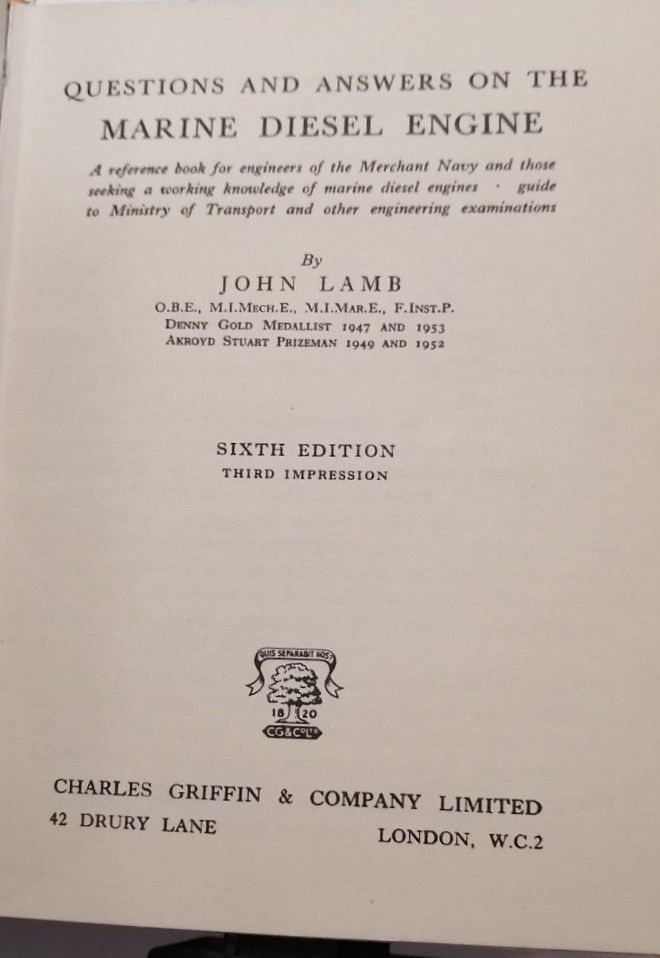 QUESTIONS AND ANSWERS ON THE
MARINE DIESEL ENGINE
A reference book for engineers of the Merchant Navy and those
seeking a working knowledge of marine diesel engines · guide
to Ministry of Transport and other engineering examinations
By
JOHN LAMB
O.B.E., M.I.MECH.E., M.I.MAR.E., F.INST.P.
DENNY GOLD MEDALLIST 1947 AND 1953
AKROYD STUART PRIZEMAN 1949 AND 1952
SIXTH EDITION
THIRD IMPRESSION
QUIS SEPARABIT NOS?
18 20
CG&COLTD
CHARLES GRIFFIN & COMPANY LIMITED
42 DRURY LANE LONDON, W.C.2